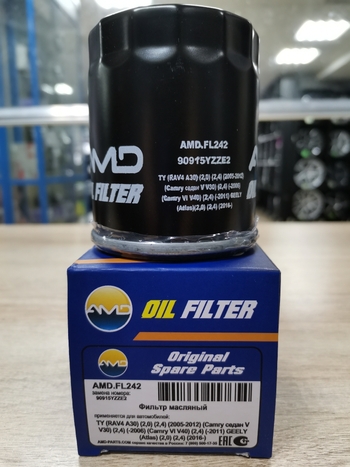 AMD.FL242
90915YZZE2
AMD
OIL FILTER
TY (RAV4 A30) (2,0) (2,4) (2005-2012)
(Camry седан V V30) (2,4) (-2006)
(Camry VI V40) (2,4) (-2011) GEELY
(Atlas)(2,0) (2,4) (2016-)
AMD
OIL FILTER
AMD
Original
Spare Parts
AMD.FL242
замена номера:
90915YZZE2
Фильтр масляный
применяется для автомобилей:
TY (RAV4 A30) (2,0) (2,4) (2005-2012) (Camry седан V
V30) (2,4) (-2006) (Camry VI V40) (2,4) (-2011) GEELY
(Atlas) (2,0) (2,4) (2016-)
EAC